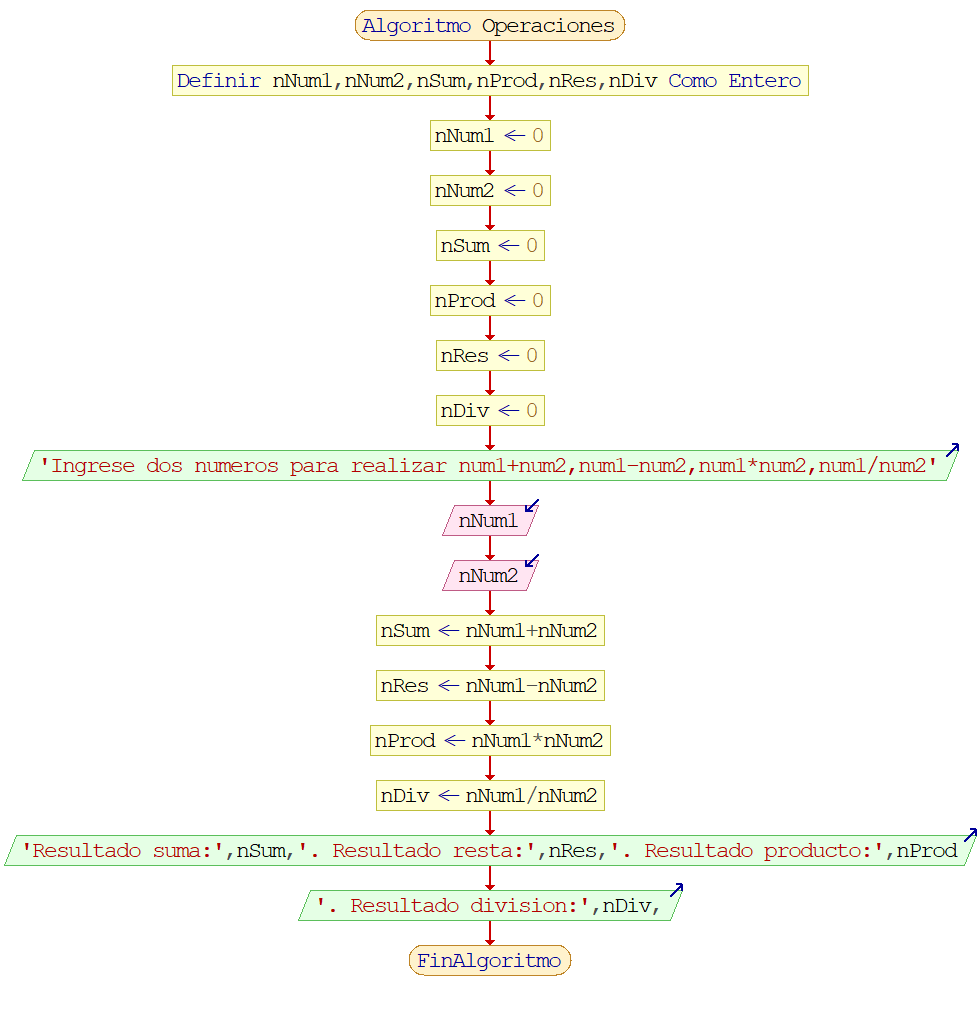 Algoritmo Operaciones
Definir nNum1,nNum2,nSum,nProd,nRes,nDiv Como Entero
nNum1 ← 0
nNum2 ← 0
nSum ← 0
nProd ← 0
nRes ← 0
nDiv ← 0
'Ingrese dos numeros para realizar num1+num2,num1-num2,num1*num2,num1/num2'
nNum1
nNum2
nSum ← nNum1+nNum2
nRes ← nNum1-nNum2
nProd ← nNum1*nNum2
nDiv ← nNum1/nNum2
'Resultado suma:',nSum,'. Resultado resta:',nRes,'. Resultado producto:',nProd
'. Resultado division:',nDiv,
FinAlgoritmo